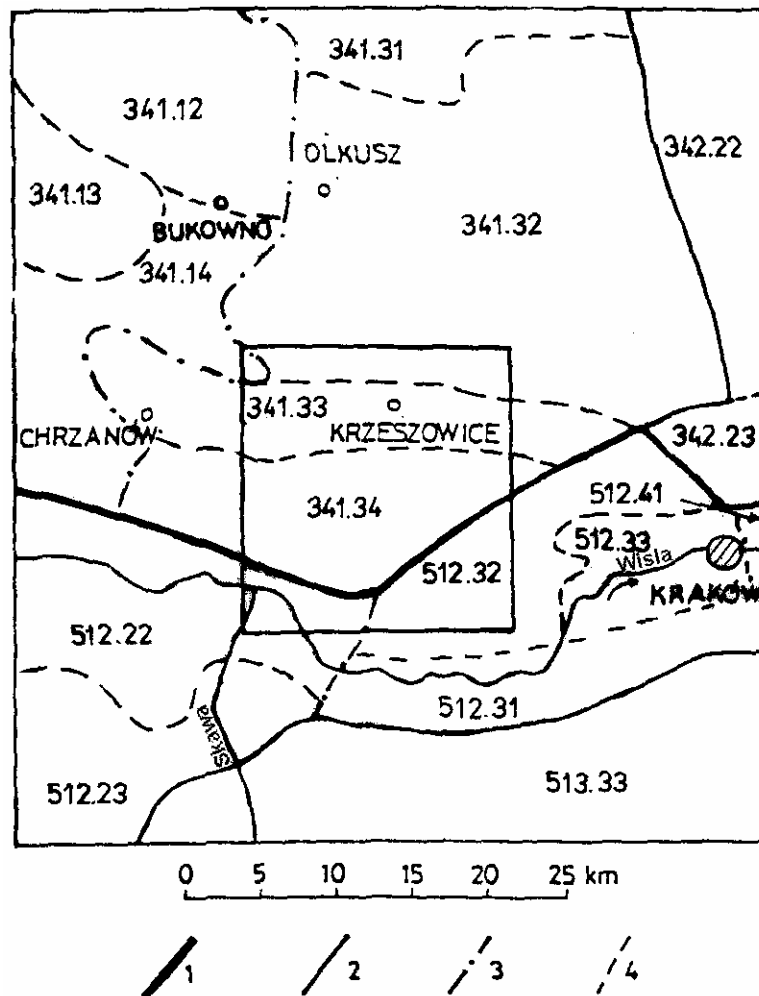 341.31
341.12
OLKUSZ
342.22
341.13
BUKOWNO
341.32
341.14
341.33
CHRZANÓW
KRZESZOWICE
342.23
341.34
512.41
512.33
Wisla
512.32
KRAKÓW
512.22
512.31
Skawa
512.23
513.33
0 5 10 15 20 25 km
1 2 3 4